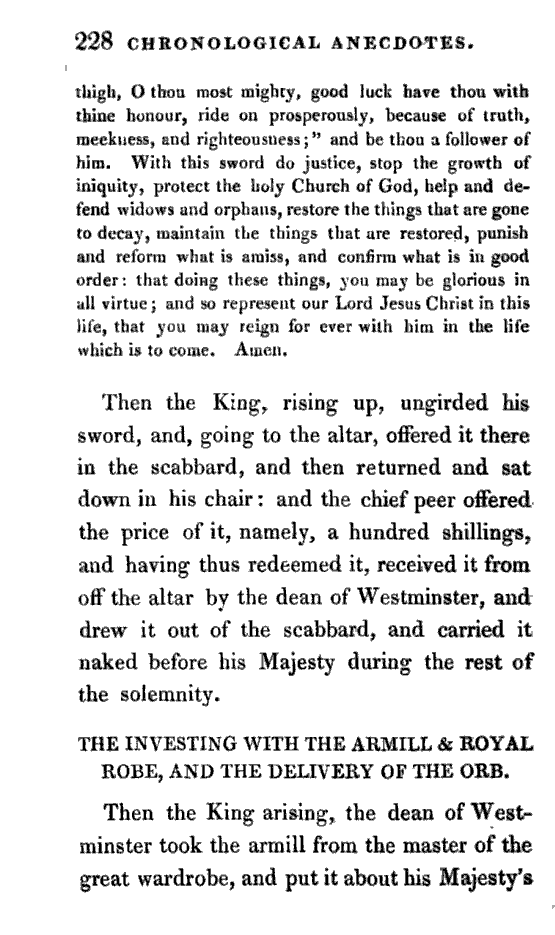 228 CHRONOLOGICAL ANECDOTES.
thigh, O thou most mighty, good luck have thou with
thine honour, ride on prosperously, because of truth,
meekness, and righteousness;" and be thou a follower of
him. With this sword do justice, stop the growth of
iniquity, protect the holy Church of God, help and de-
fend widows and orphans, restore the things that are gone
to decay, maintain the things that are restored, punish
and reform what is amiss, and confirm what is in good
order: that doing these things, you may be glorious in
all virtue; and so represent our Lord Jesus Christ in this
life, that you may reign for ever with him in the life
which is to come. Amen.
Then the King, rising up, ungirded his
sword, and, going to the altar, offered it there
in the scabbard, and then returned and sat
down in his chair: and the chief peer offered
the price of it, namely, a hundred shillings,
and having thus redeemed it, received it from
off the altar by the dean of Westminster, and
drew it out of the scabbard, and carried it
naked before his Majesty during the rest of
the solemnity.
THE INVESTING WITH THE ARMILL & ROYAL
ROBE, AND THE DELIVERY OF THE ORB.
Then the King arising, the dean of West-
minster took the armill from the master of the
great wardrobe, and put it about his Majesty's